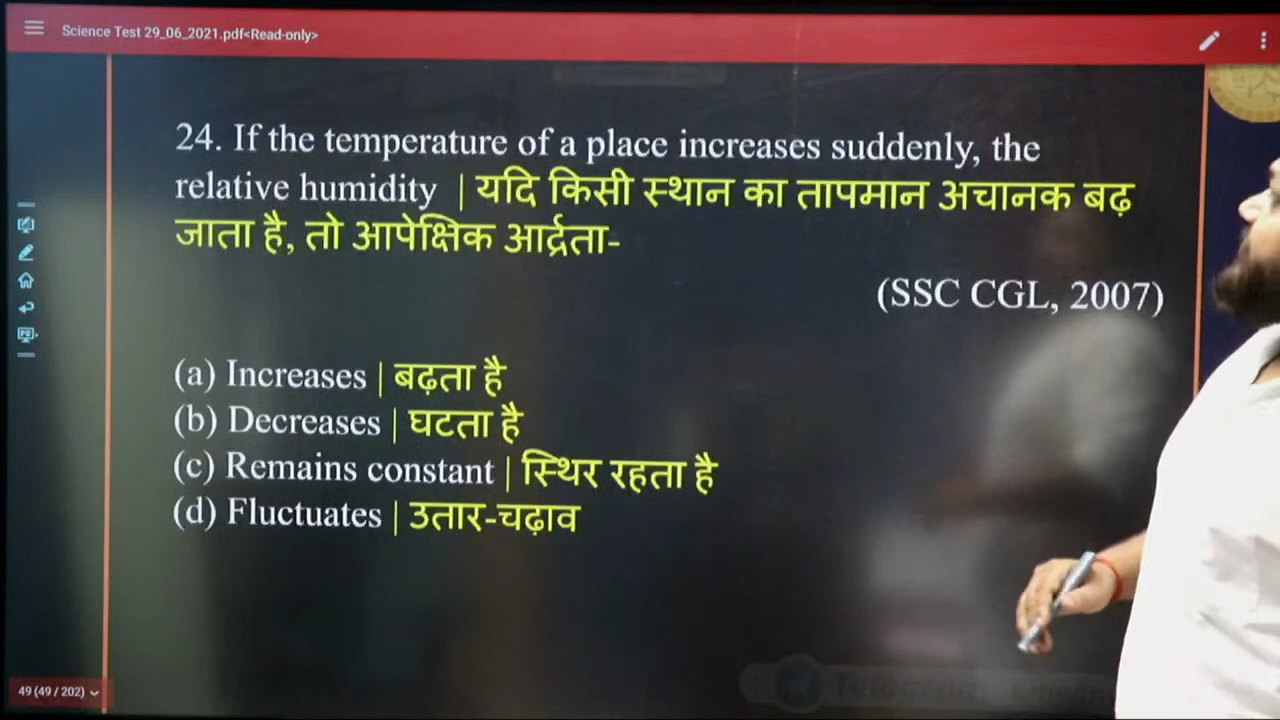 Science Test 29_06_2021.pdf<Read-only>
24. If the temperature of a place increases suddenly, the
relative humidity | यदि किसी स्थान का तापमान अचानक बढ़
जाता है, तो आपेक्षिक आर्द्रता-
(SSC CGL, 2007)
(a) Increases | बढ़ता है
(b) Decreases | घटता है
(c) Remains constant | स्थिर रहता है
(d) Fluctuates | उतार-चढ़ाव
49 (49 / 202)
Telegram